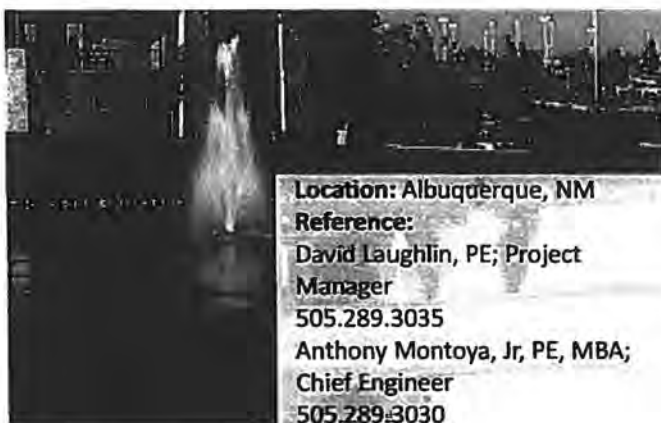 Location: Albuquerque, NM
Reference:
David Laughlin, PE; Project
Manager
505.289.3035
Anthony Montoya, Jr, PE, MBA;
Chief Engineer
505.289.3030